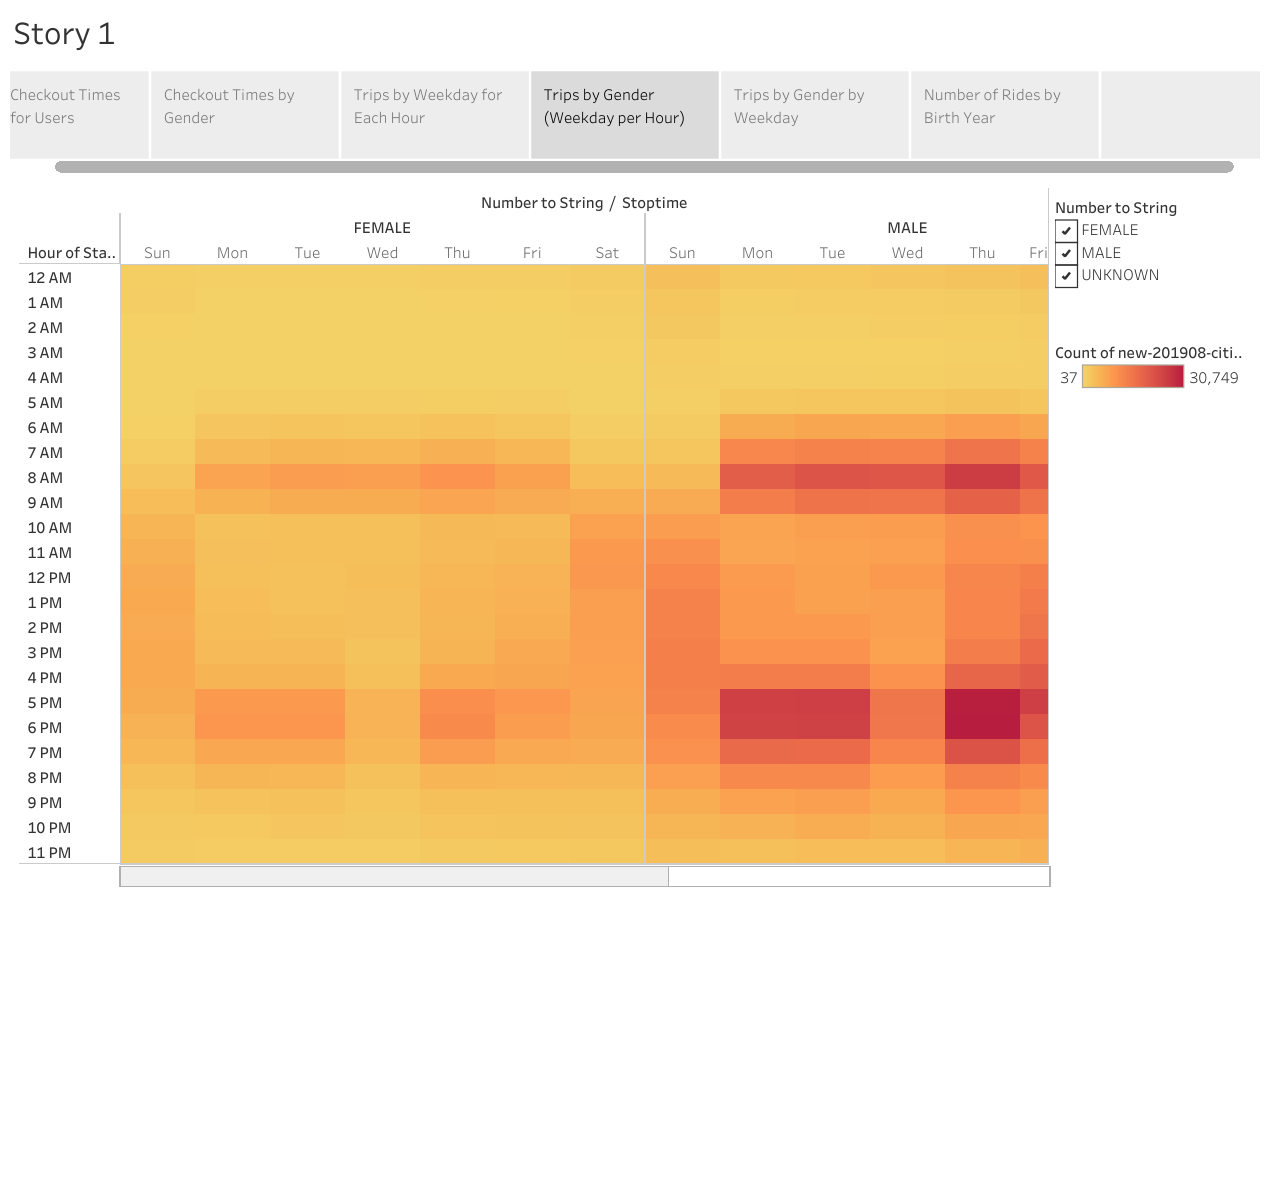 Story 1
Checkout Times
for Users
Checkout Times by
Gender
Trips by Weekday for
Each Hour
Trips by Gender
(Weekday per Hour)
Trips by Gender by
Weekday
Number of Rides by
Birth Year
Number to String / Stoptime
FEMALE MALE
Hour of Sta.. Sun Mon Tue Wed Thu Fri Sat Sun Mon Tue Wed Thu Fri
12 AM
1 AM
2 AM
3 AM
4 AM
5 AM
6 AM
7 AM
8 AM
9 AM
10 AM
11 AM
12 PM
1 PM
2 PM
3 PM
4 PM
5 PM
6 PM
7 PM
8 PM
9 PM
10 PM
11 PM
Number to String
FEMALE
MALE
UNKNOWN
Count of new-201908-citi..
37 30,749